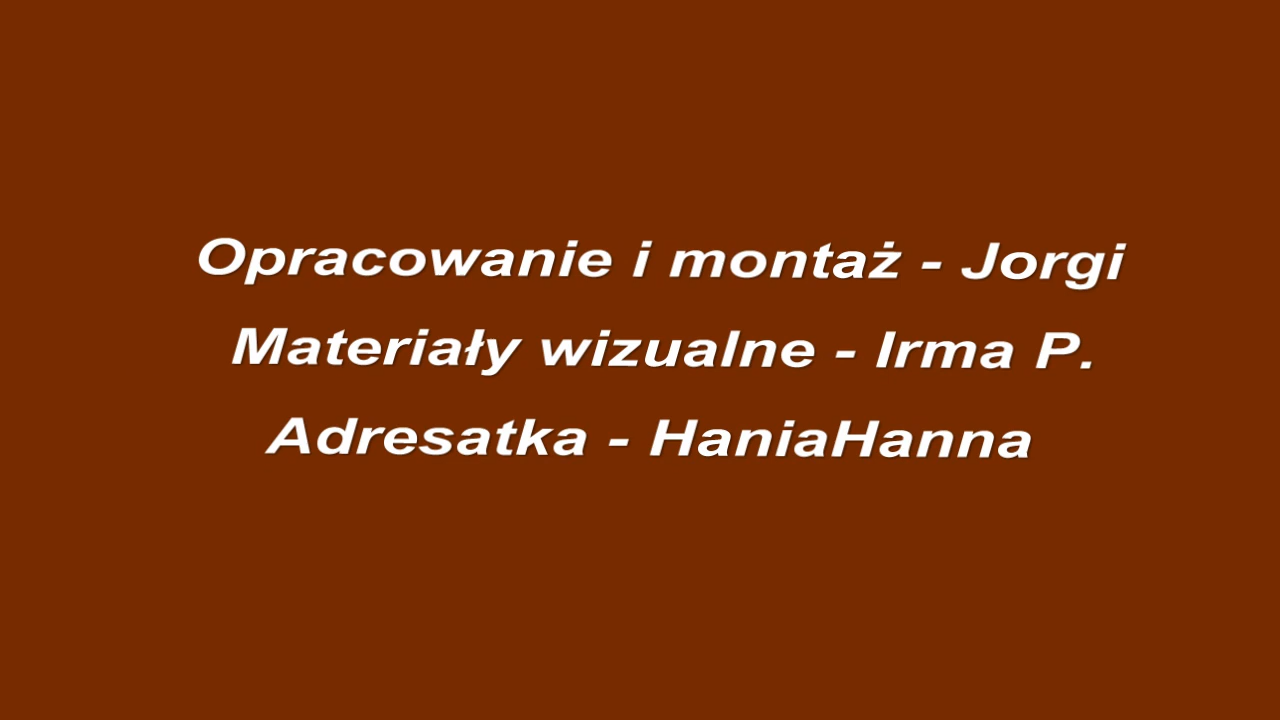 Opracowanie i montaż - Jorgi
Materiały wizualne - Irma P.
Adresatka - HaniaHanna